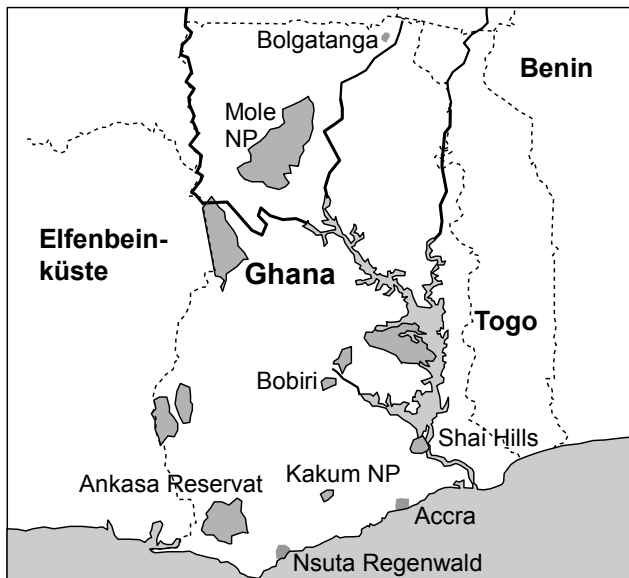 Bolgatanga
Benin
Mole
NP
Elfenbein-
küste
Ghana
Togo
Bobiri
Shai Hills
Kakum NP
Ankasa Reservat
Accra
Nsuta Regenwald